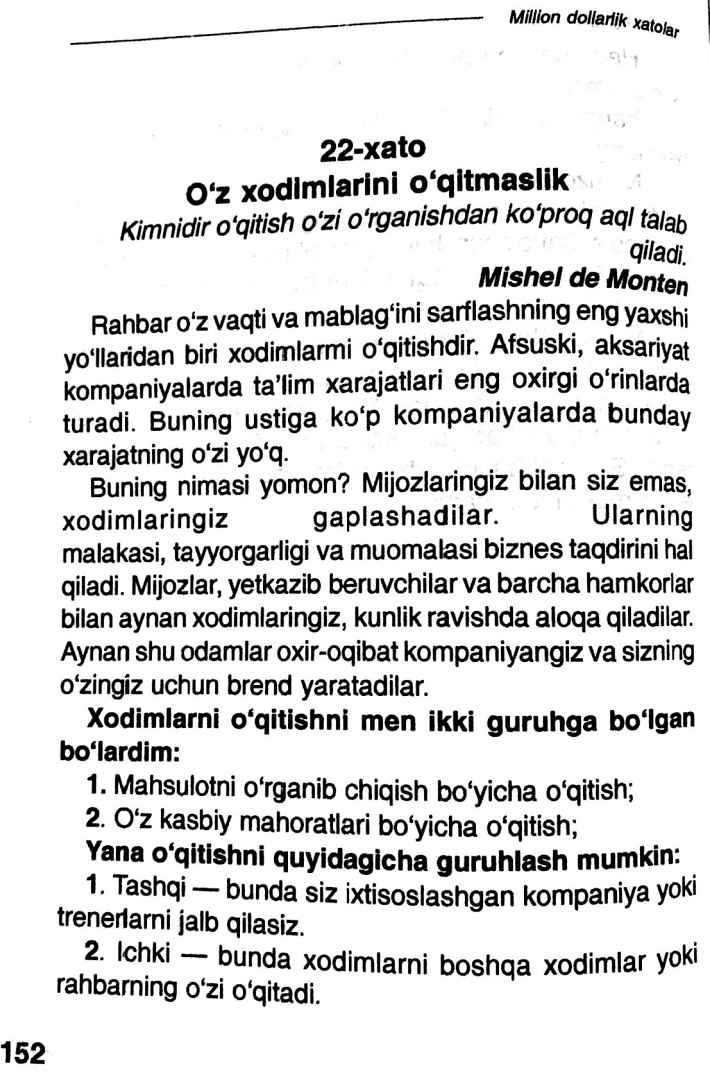 Million dollarlik xatolar
22-xato
O‘z xodimlarini o‘qitmaslik
Kimnidir o‘qitish o‘zi o‘rganishdan ko‘proq aql talab
qiladi.
Mishel de Monten
Rahbar o‘z vaqti va mablag‘ini sarflashning eng yaxshi
yo‘llaridan biri xodimlarmi o‘qitishdir. Afsuski, aksariyat
kompaniyalarda ta’lim xarajatlari eng oxirgi o‘rinlarda
turadi. Buning ustiga ko‘p kompaniyalarda bunday
xarajatning o‘zi yo‘q.
Buning nimasi yomon? Mijozlaringiz bilan siz emas,
xodimlaringiz gaplashadilar. Ularning
malakasi, tayyorgarligi va muomalasi biznes taqdirini hal
qiladi. Mijozlar, yetkazib beruvchilar va barcha hamkorlar
bilan aynan xodimlaringiz, kunlik ravishda aloqa qiladilar.
Aynan shu odamlar oxir-oqibat kompaniyangiz va sizning
o‘zingiz uchun brend yaratadilar.
Xodimlarni o‘qitishni men ikki guruhga bo‘lgan
bo‘lardim:
1. Mahsulotni o‘rganib chiqish bo‘yicha o‘qitish;
2. O‘z kasbiy mahoratlari bo‘yicha o‘qitish;
Yana o‘qitishni quyidagicha guruhlash mumkin:
1. Tashqi — bunda siz ixtisoslashgan kompaniya yoki
trenerlarni jalb qilasiz.
2. Ichki — bunda xodimlarni boshqa xodimlar yoki
rahbarning o‘zi o‘qitadi.
152